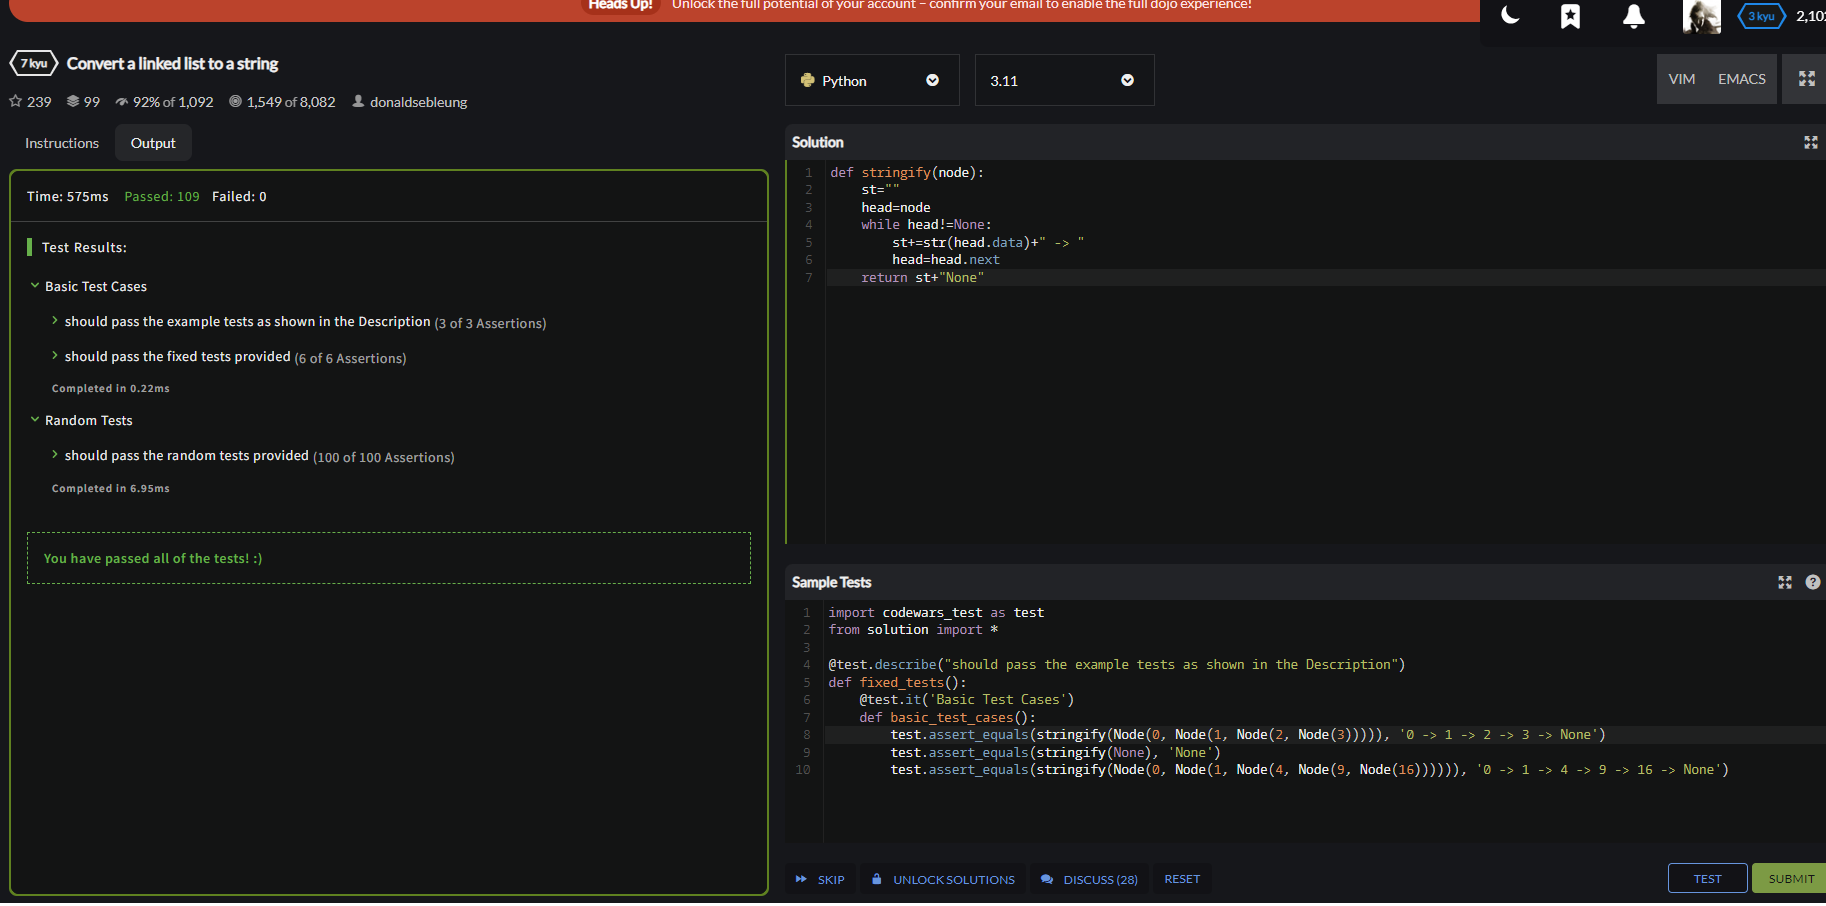 Heads Up! Unlock the full potential of your account – confirm your email to enable the full dojo experience!
3 kyu
7 kyu Convert a linked list to a string
239 99 92% of 1,092 1,549 of 8,082 donaldsebleung
Instructions Output
Time: 575ms Passed: 109 Failed: 0
Test Results:
Basic Test Cases
should pass the example tests as shown in the Description (3 of 3 Assertions)
should pass the fixed tests provided (6 of 6 Assertions)
Completed in 0.22ms
Random Tests
should pass the random tests provided (100 of 100 Assertions)
Completed in 6.95ms
You have passed all of the tests! :)
Python 3.11 VIM EMACS
Solution
1 def stringify(node):
2     st=""
3     head=node
4     while head!=None:
5         st+=str(head.data)+" -> "
6         head=head.next
7     return st+"None"
Sample Tests ?
1 import codewars_test as test
2 from solution import *
3
4 @test.describe("should pass the example tests as shown in the Description")
5 def fixed_tests():
6     @test.it('Basic Test Cases')
7     def basic_test_cases():
8         test.assert_equals(stringify(Node(0, Node(1, Node(2, Node(3))))), '0 -> 1 -> 2 -> 3 -> None')
9         test.assert_equals(stringify(None), 'None')
10         test.assert_equals(stringify(Node(0, Node(1, Node(4, Node(9, Node(16)))))), '0 -> 1 -> 4 -> 9 -> 16 -> None')
SKIP UNLOCK SOLUTIONS DISCUSS (28) RESET TEST SUBMIT